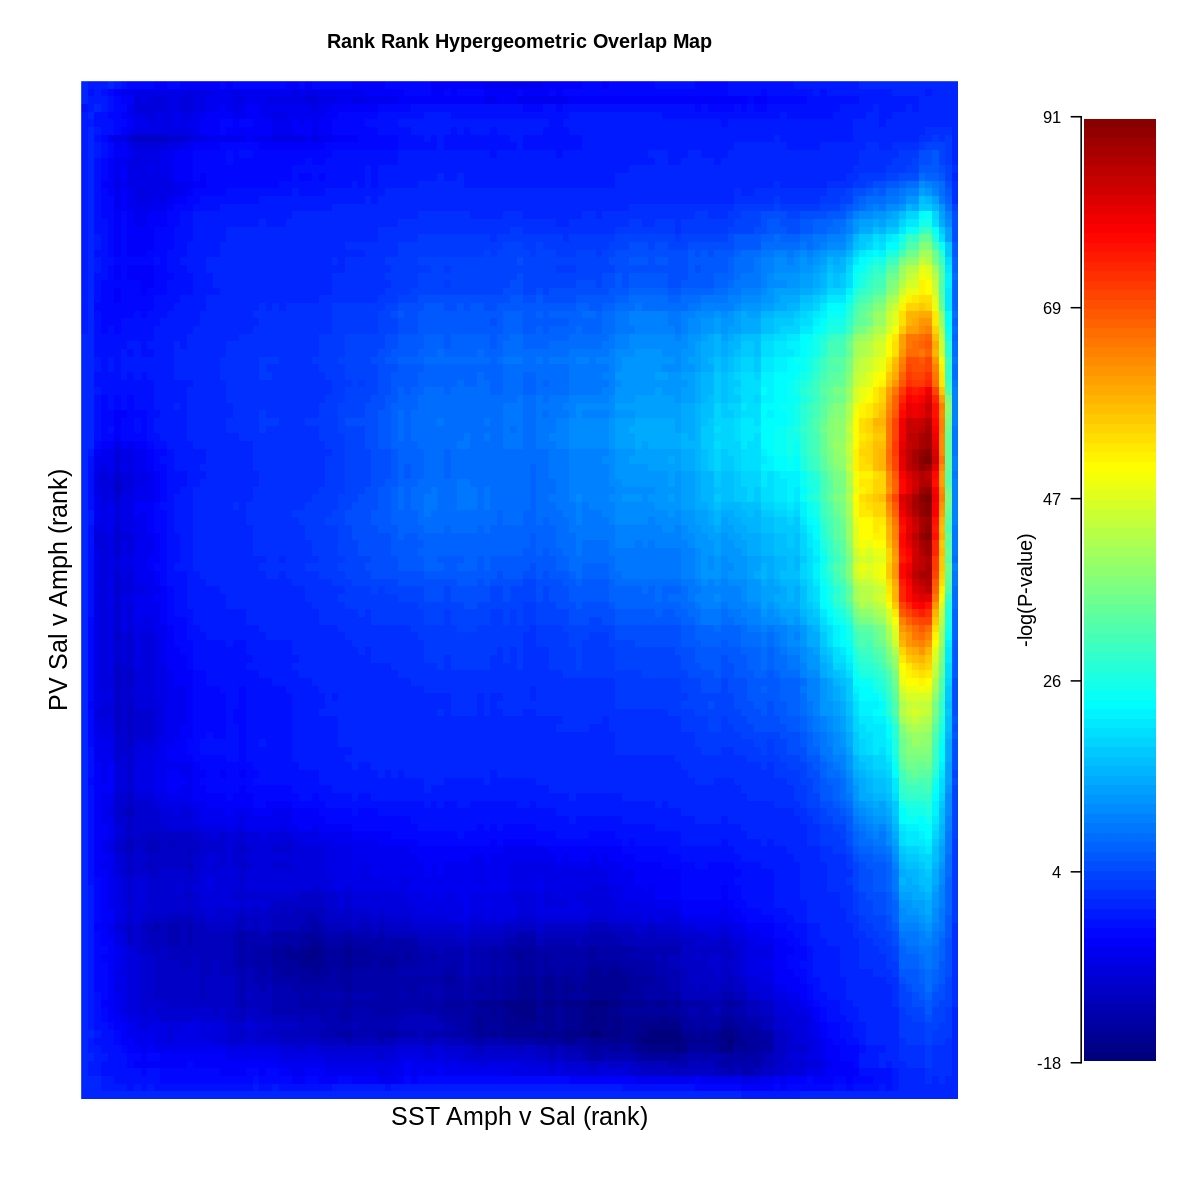 Rank Rank Hypergeometric Overlap Map
PV Sal v Amph (rank)
SST Amph v Sal (rank)
-log(P-value)
91
69
47
26
4
-18